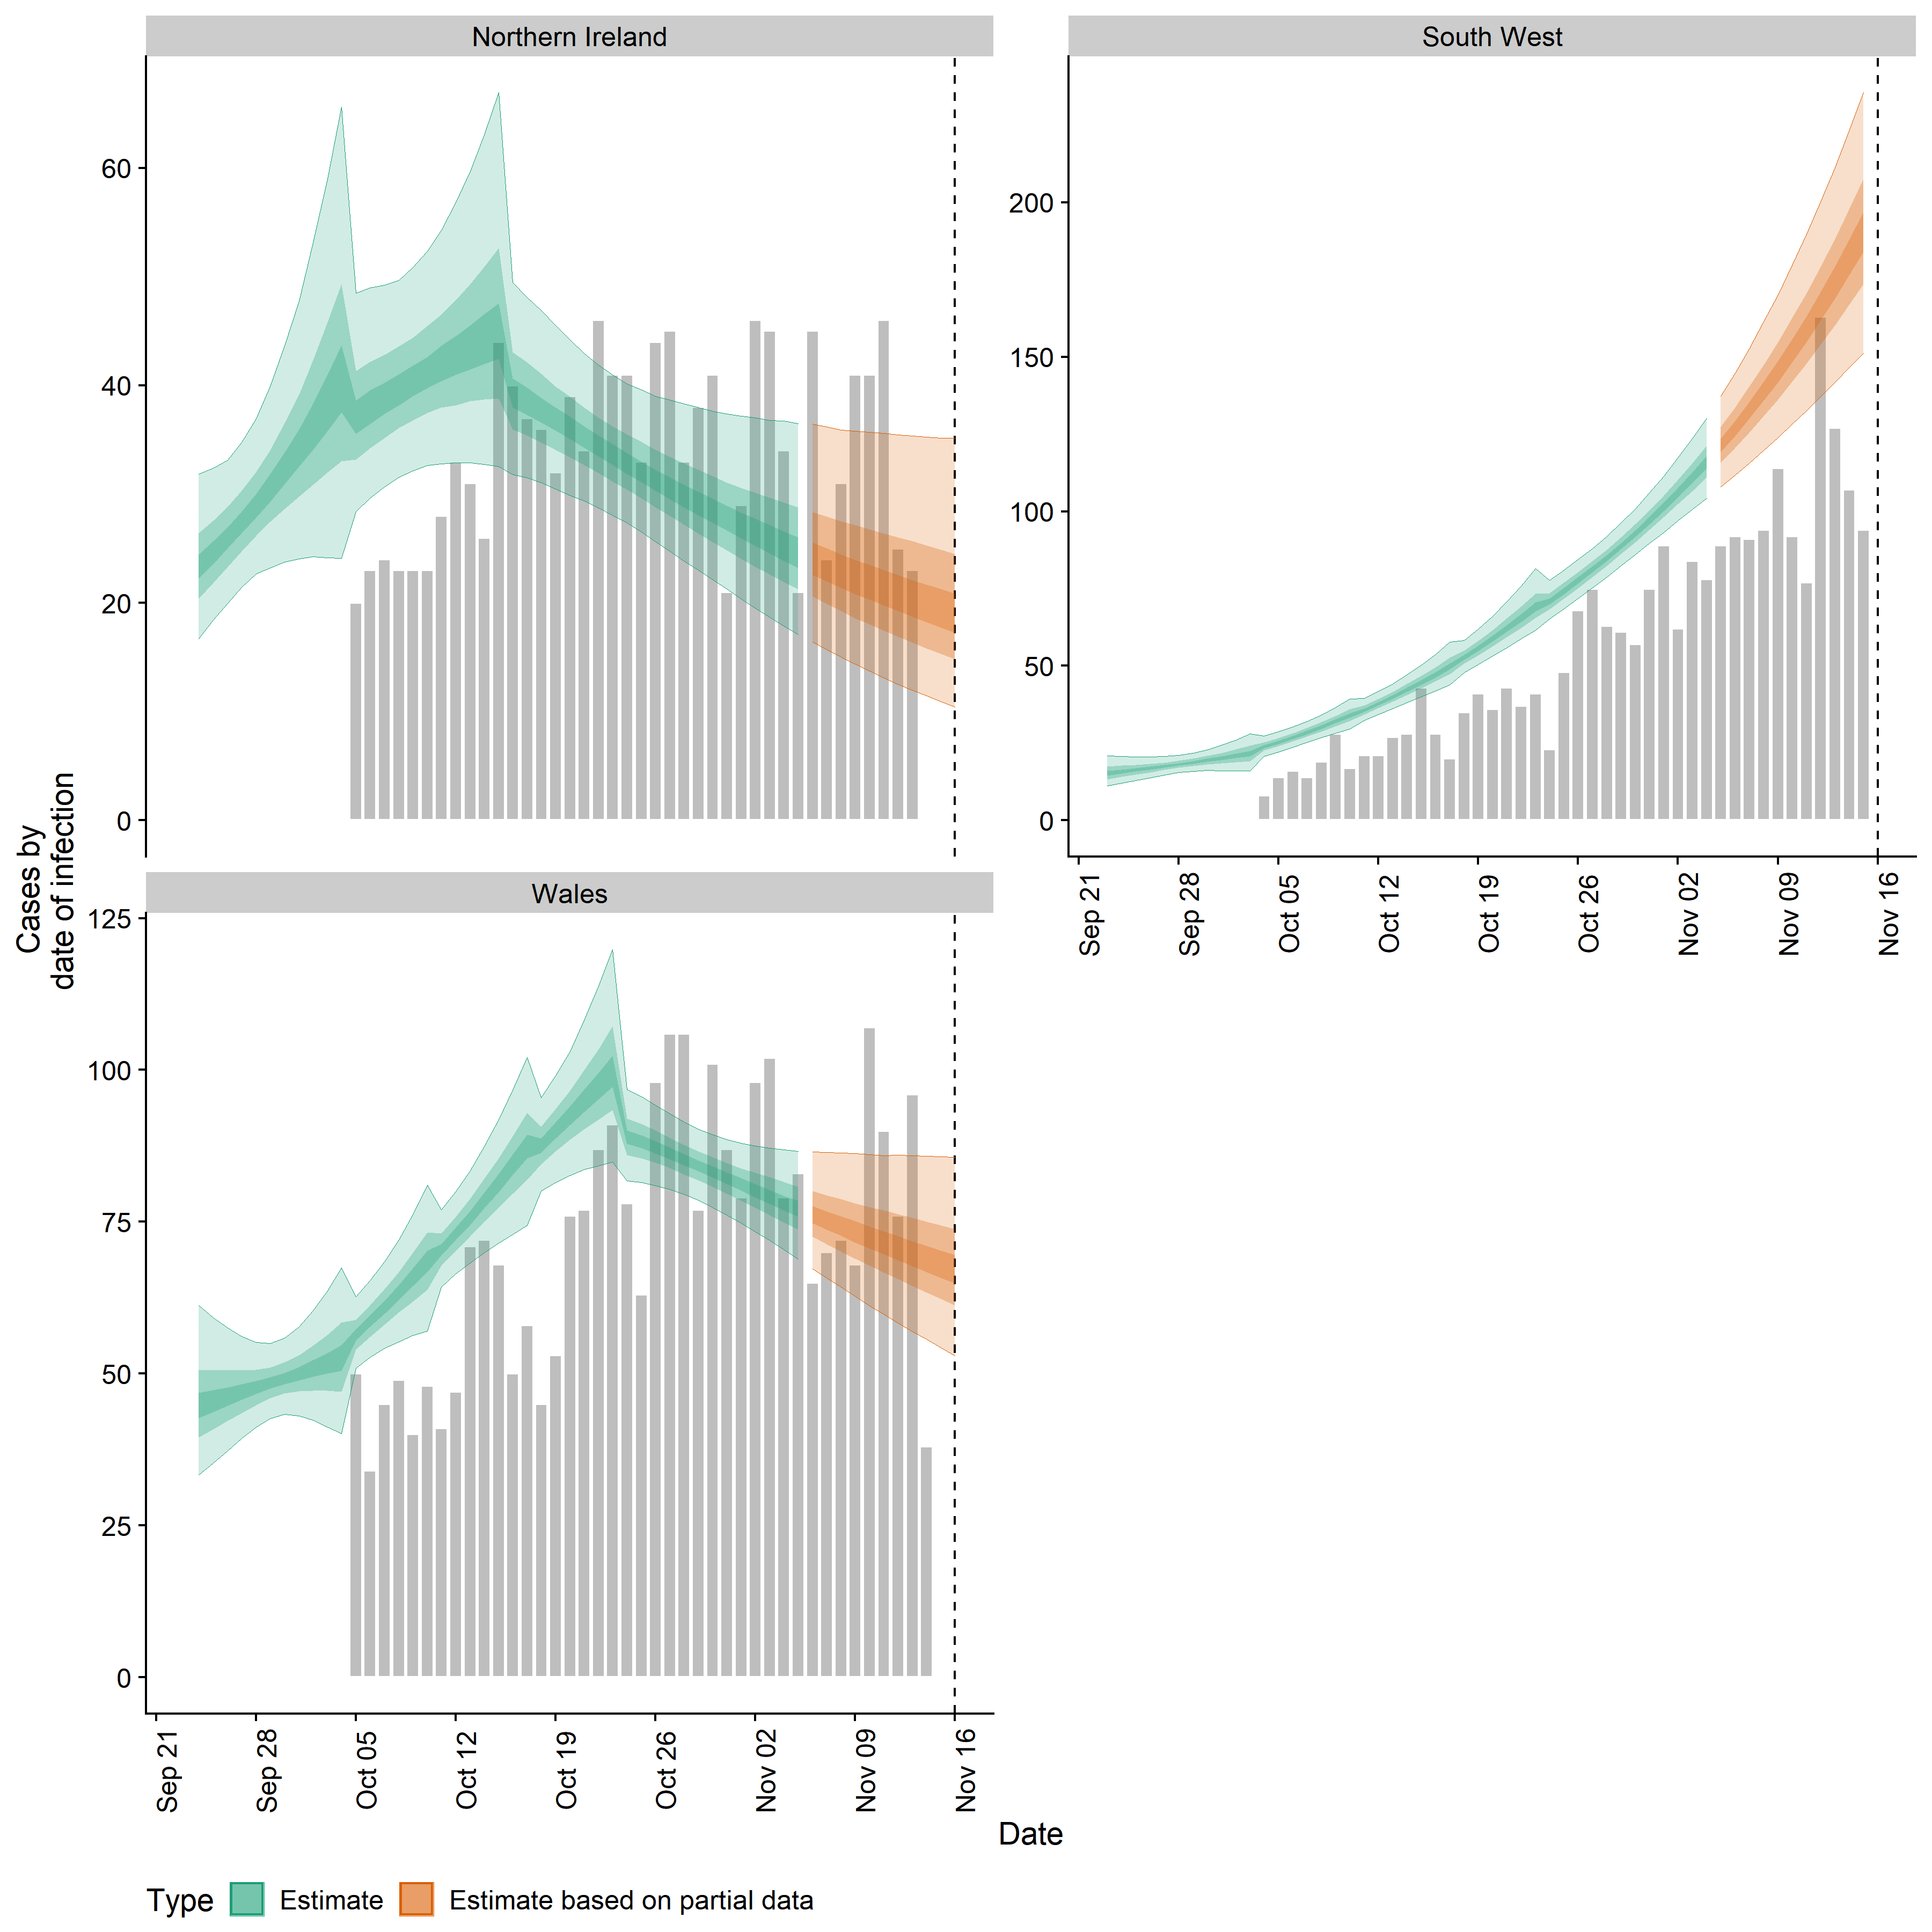 Northern Ireland
South West
60
40
20
0
200
150
100
50
0
Sep 21
Sep 28
Oct 05
Oct 12
Oct 19
Oct 26
Nov 02
Nov 09
Nov 16
Cases by
date of infection
Wales
125
100
75
50
25
0
Sep 21
Sep 28
Oct 05
Oct 12
Oct 19
Oct 26
Nov 02
Nov 09
Nov 16
Date
Type
Estimate
Estimate based on partial data